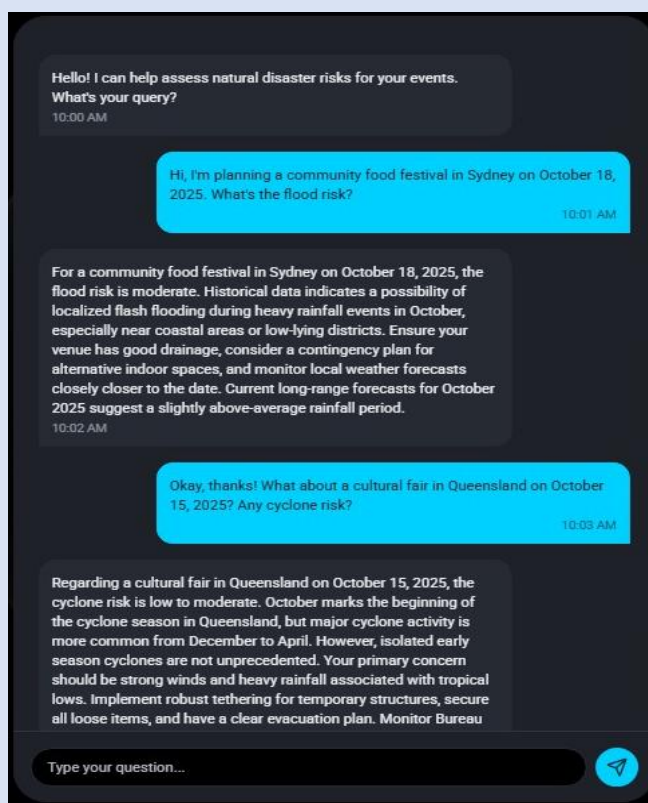 Hello! I can help assess natural disaster risks for your events.
What's your query?
10:00 AM
Hi, I'm planning a community food festival in Sydney on October 18,
2025. What's the flood risk?
10:01 AM
For a community food festival in Sydney on October 18, 2025, the
flood risk is moderate. Historical data indicates a possibility of
localized flash flooding during heavy rainfall events in October,
especially near coastal areas or low-lying districts. Ensure your
venue has good drainage, consider a contingency plan for
alternative indoor spaces, and monitor local weather forecasts
closely closer to the date. Current long-range forecasts for October
2025 suggest a slightly above-average rainfall period.
10:02 AM
Okay, thanks! What about a cultural fair in Queensland on October
15, 2025? Any cyclone risk?
10:03 AM
Regarding a cultural fair in Queensland on October 15, 2025, the
cyclone risk is low to moderate. October marks the beginning of
the cyclone season in Queensland, but major cyclone activity is
more common from December to April. However, isolated early
season cyclones are not unprecedented. Your primary concern
should be strong winds and heavy rainfall associated with tropical
lows. Implement robust tethering for temporary structures, secure
all loose items, and have a clear evacuation plan. Monitor Bureau
Type your question...